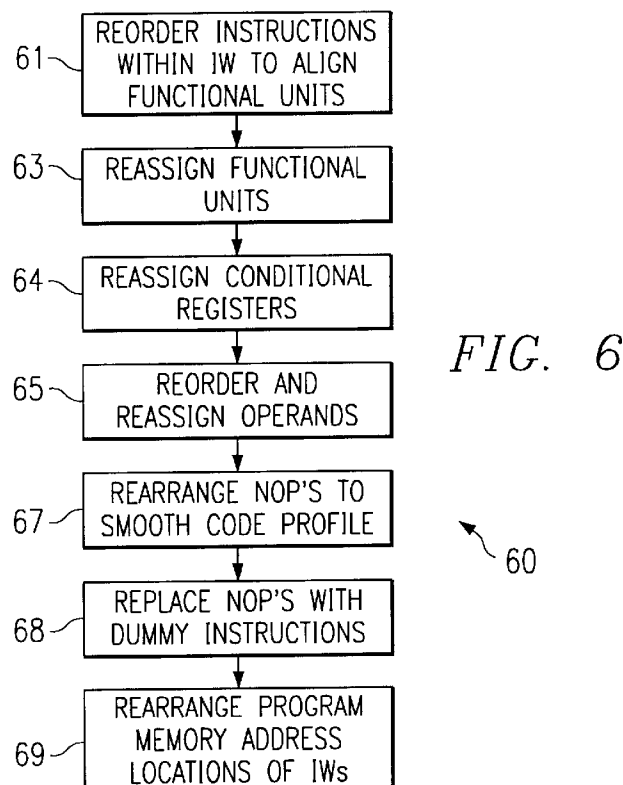 61
REORDER INSTRUCTIONS
WITHIN IW TO ALIGN
FUNCTIONAL UNITS
63
REASSIGN FUNCTIONAL
UNITS
64
REASSIGN CONDITIONAL
REGISTERS
FIG. 6
65
REORDER AND
REASSIGN OPERANDS
67
REARRANGE NOP'S TO
SMOOTH CODE PROFILE
60
68
REPLACE NOP'S WITH
DUMMY INSTRUCTIONS
69
REARRANGE PROGRAM
MEMORY ADDRESS
LOCATIONS OF IWs